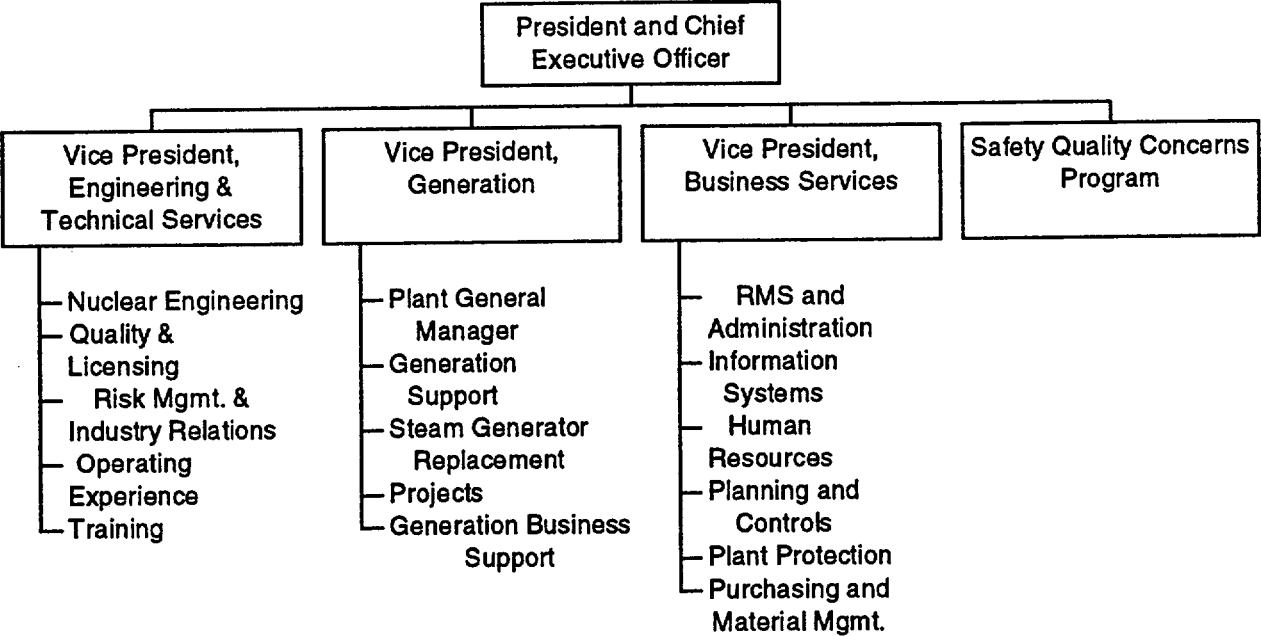 President and Chief
Executive Officer
Vice President,
Engineering &
Technical Services
Vice President,
Generation
Vice President,
Business Services
Safety Quality Concerns
Program
Nuclear Engineering
Quality &
Licensing
Risk Mgmt. &
Industry Relations
Operating
Experience
Training
Plant General
Manager
Generation
Support
Steam Generator
Replacement
Projects
Generation Business
Support
RMS and
Administration
Information
Systems
Human
Resources
Planning and
Controls
Plant Protection
Purchasing and
Material Mgmt.